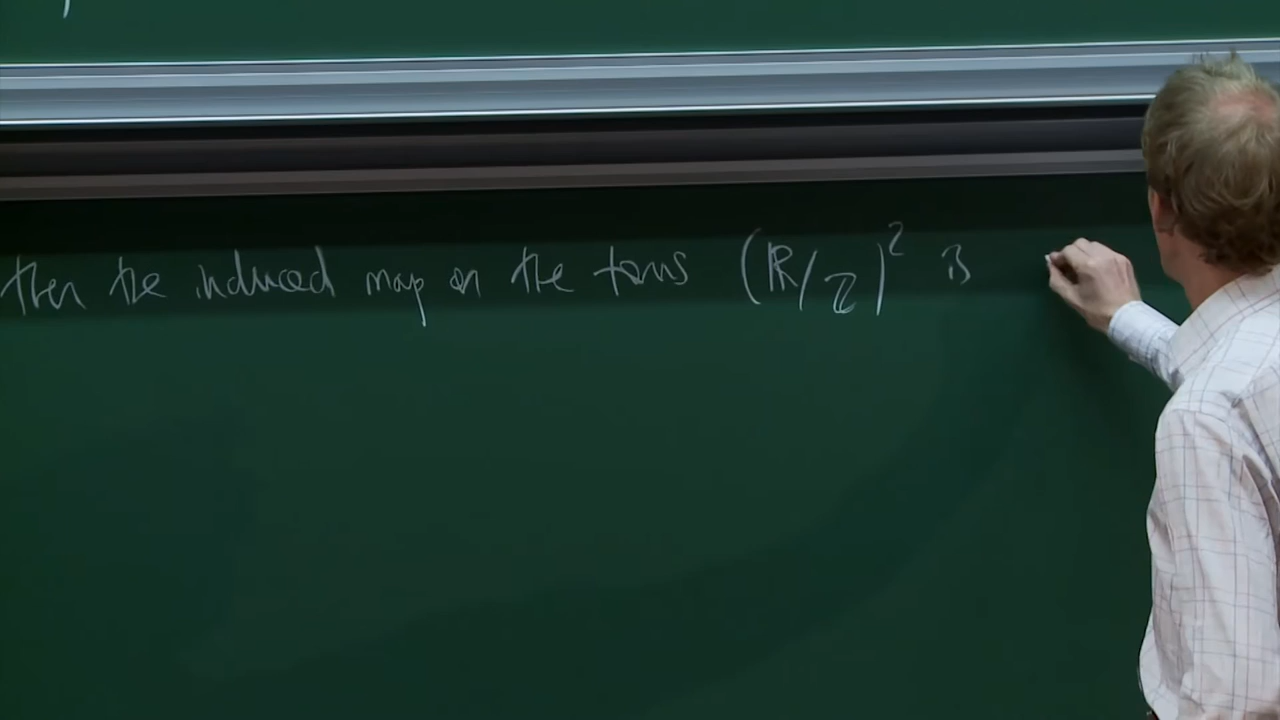 then the induced map on the torus (ℝ/ℤ)² is